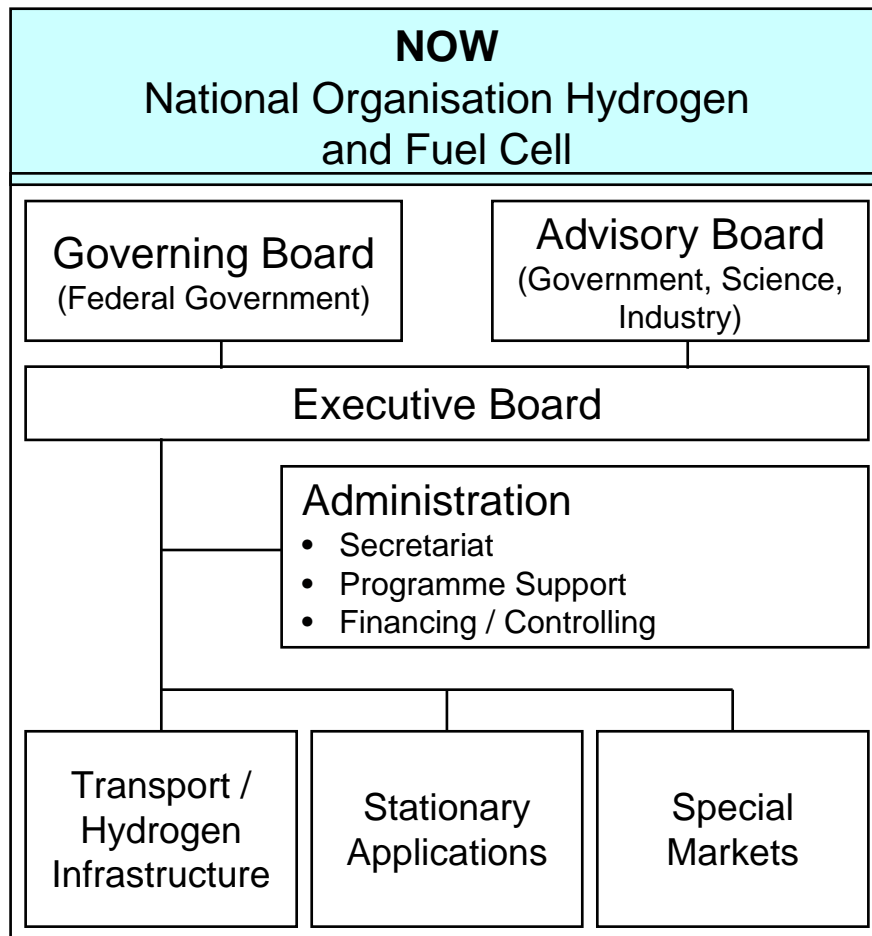 NOW
National Organisation Hydrogen
and Fuel Cell
Governing Board
(Federal Government)
Advisory Board
(Government, Science,
Industry)
Executive Board
Administration
• Secretariat
• Programme Support
• Financing / Controlling
Transport /
Hydrogen
Infrastructure
Stationary
Applications
Special
Markets